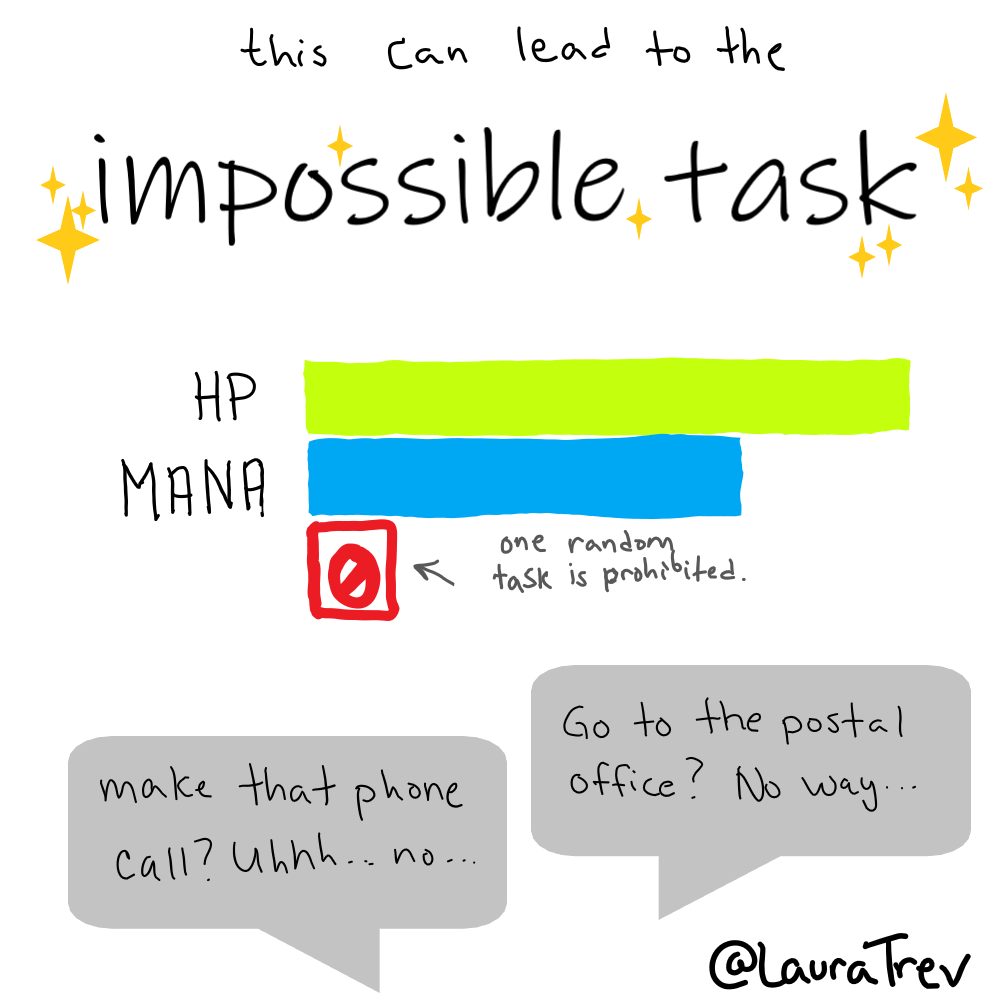 this can lead to the
impossible task
HP
MANA
one random
task is prohibited.
Go to the postal
office? No way...
make that phone
call? Uhhh... no...
@LauraTrev